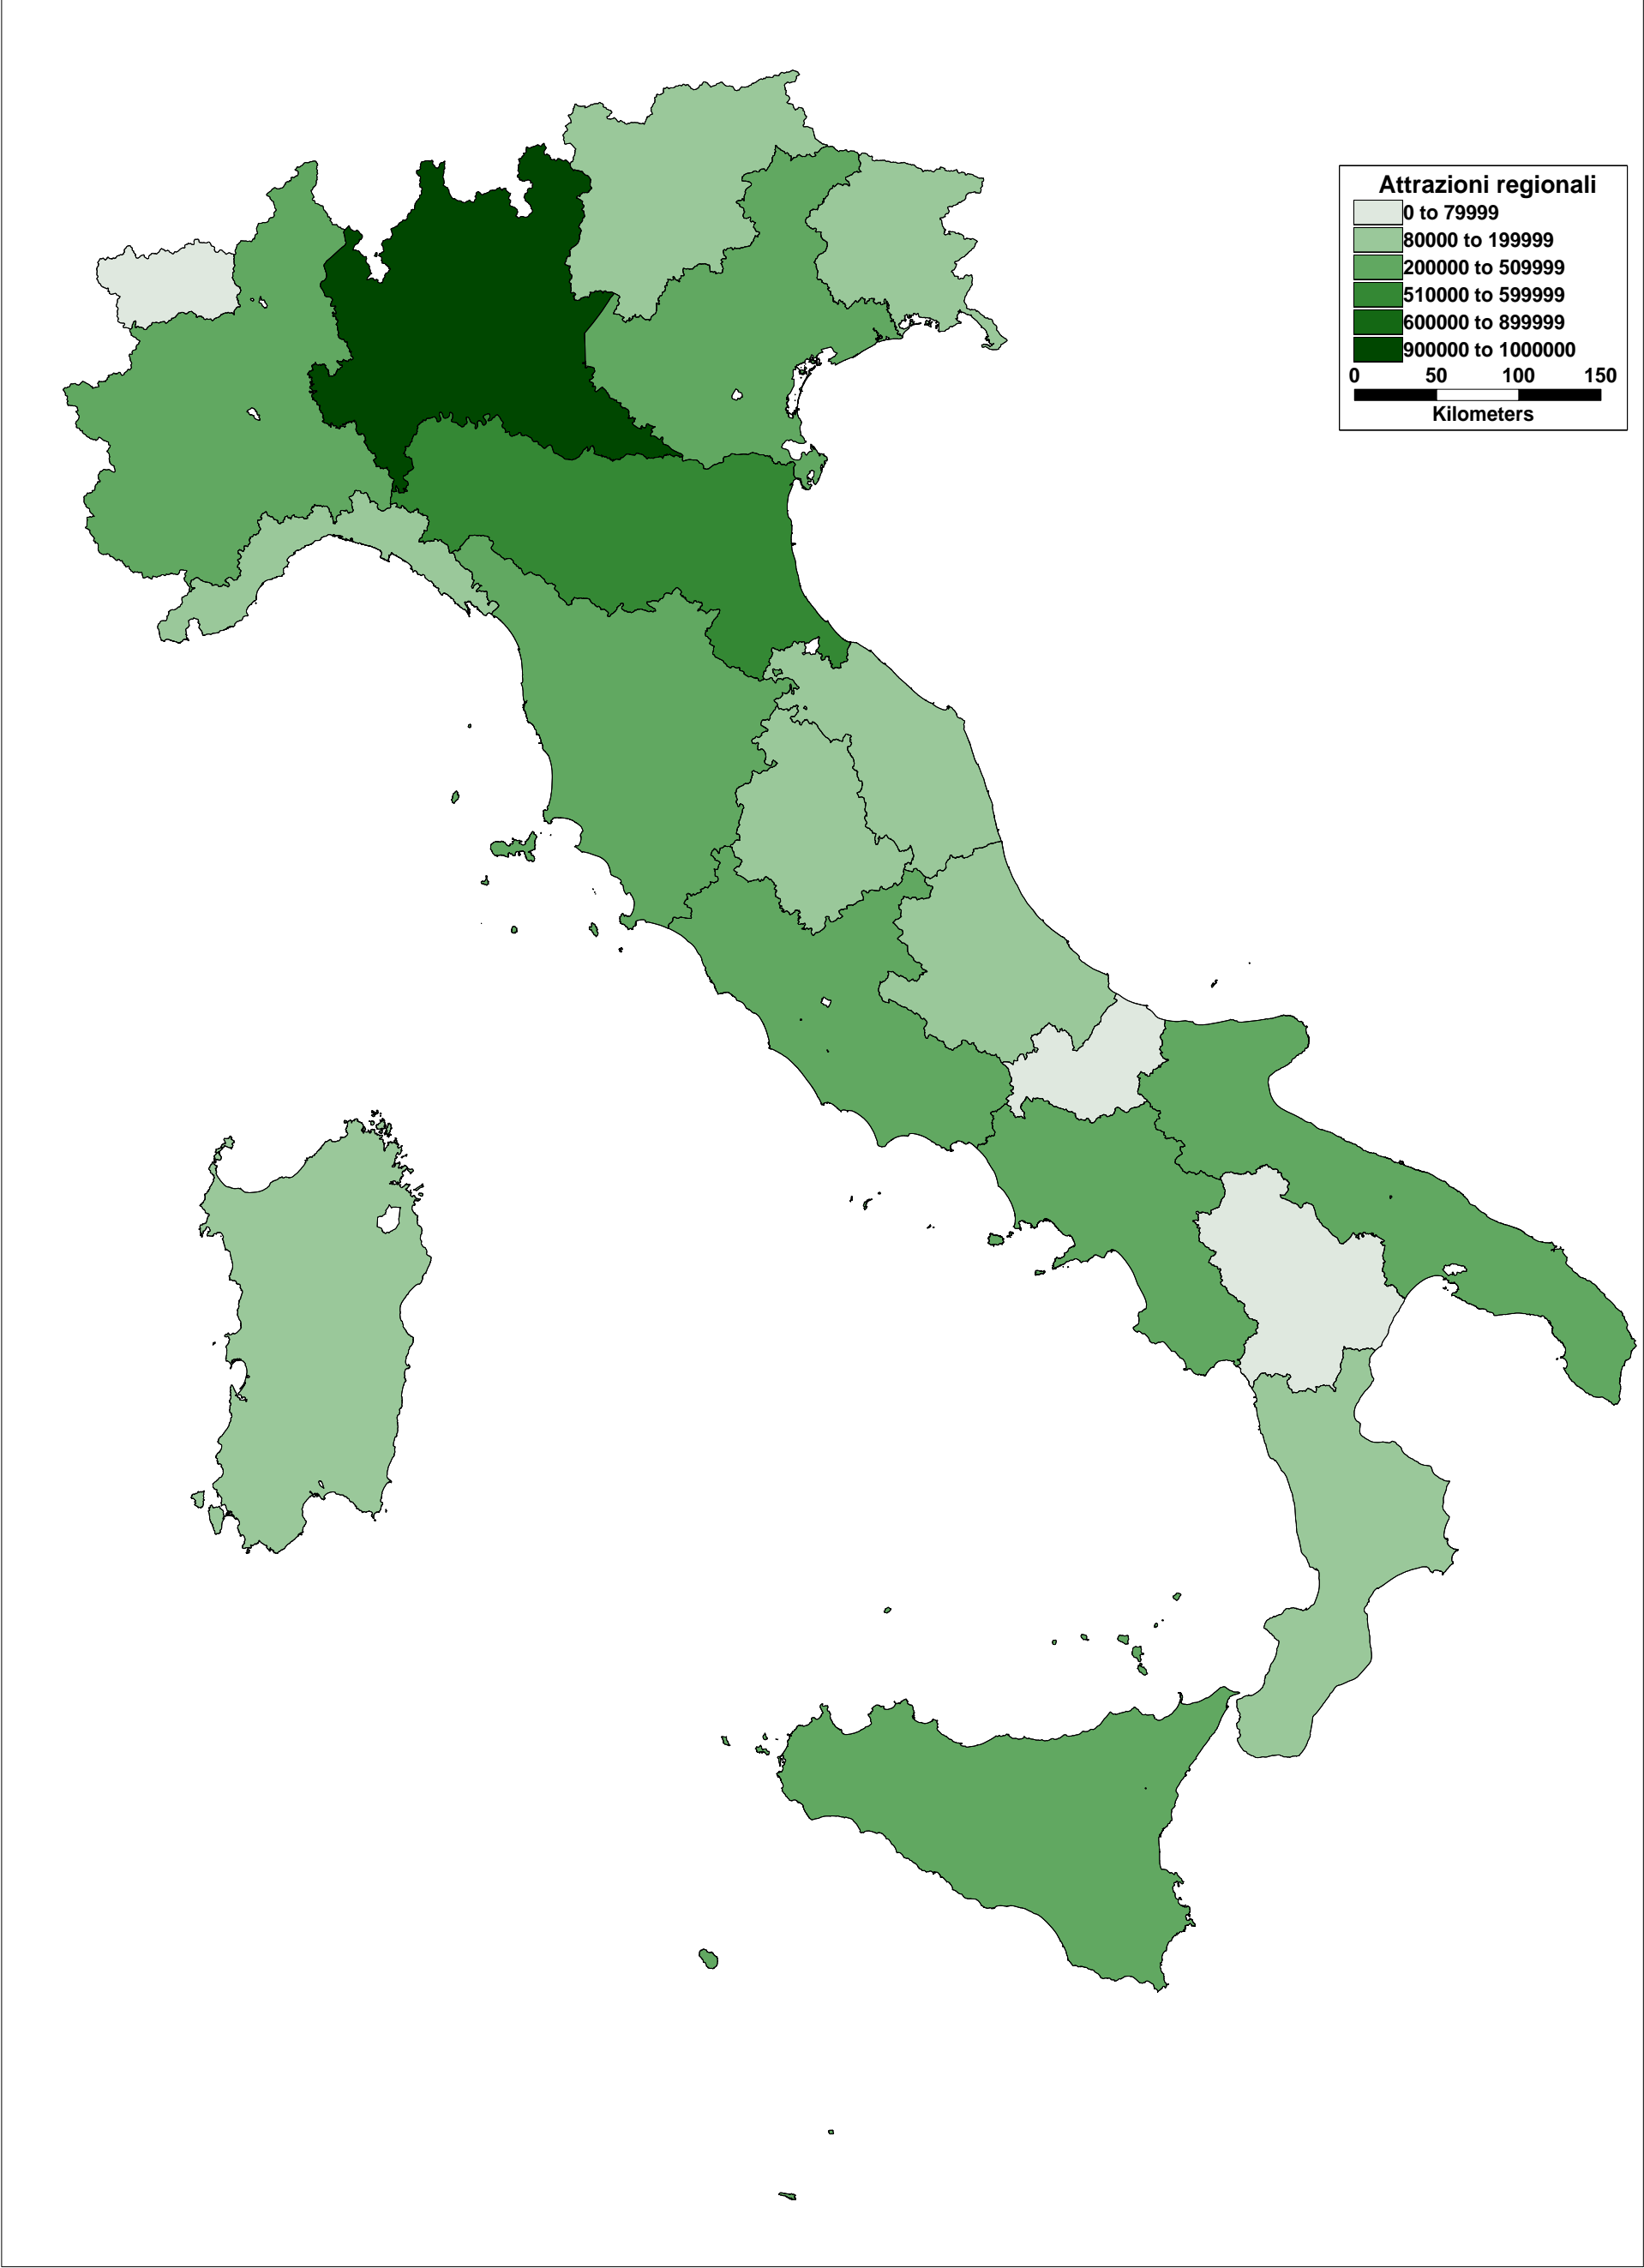 Attrazioni regionali
0 to 79999
80000 to 199999
200000 to 509999
510000 to 599999
600000 to 899999
900000 to 1000000
0 50 100 150
Kilometers